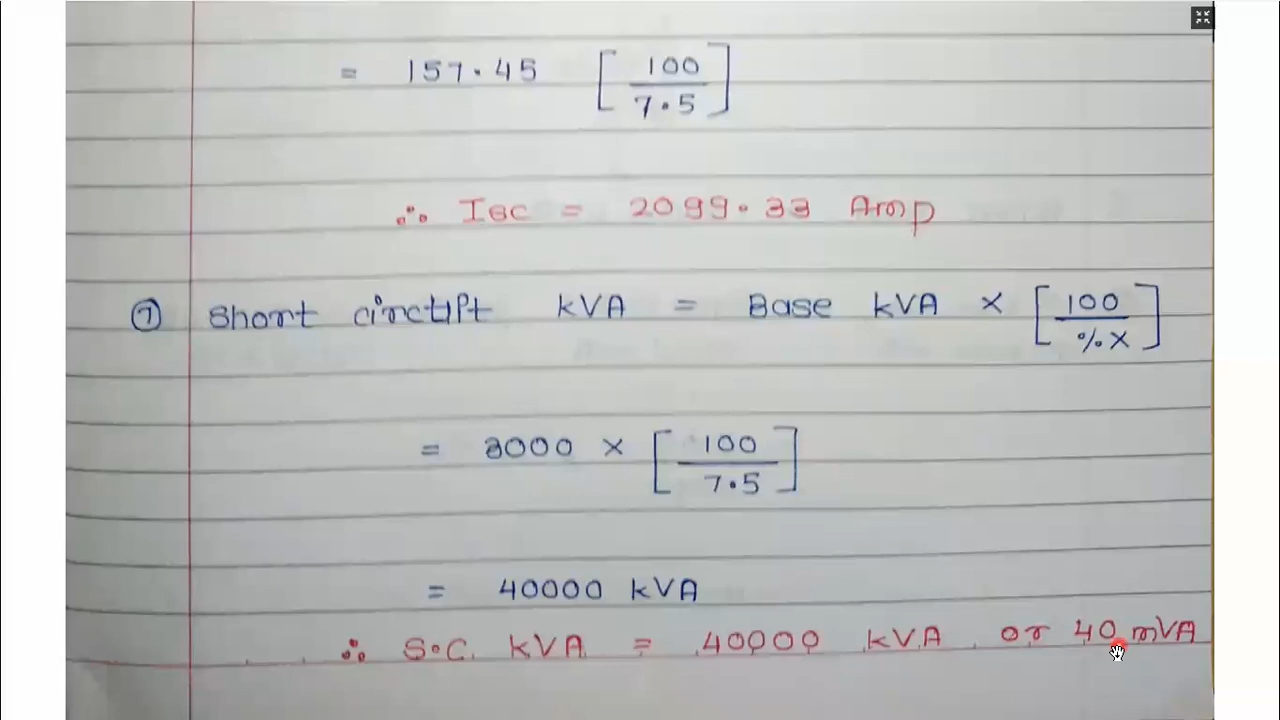 = 157.45 [ 100 / 7.5 ]
∴ Isc = 2099.33 Amp
⑦ Short circuit kVA = Base kVA × [ 100 / %X ]
= 3000 × [ 100 / 7.5 ]
= 40000 kVA
∴ S.C. kVA = 40000 kVA or 40 mVA